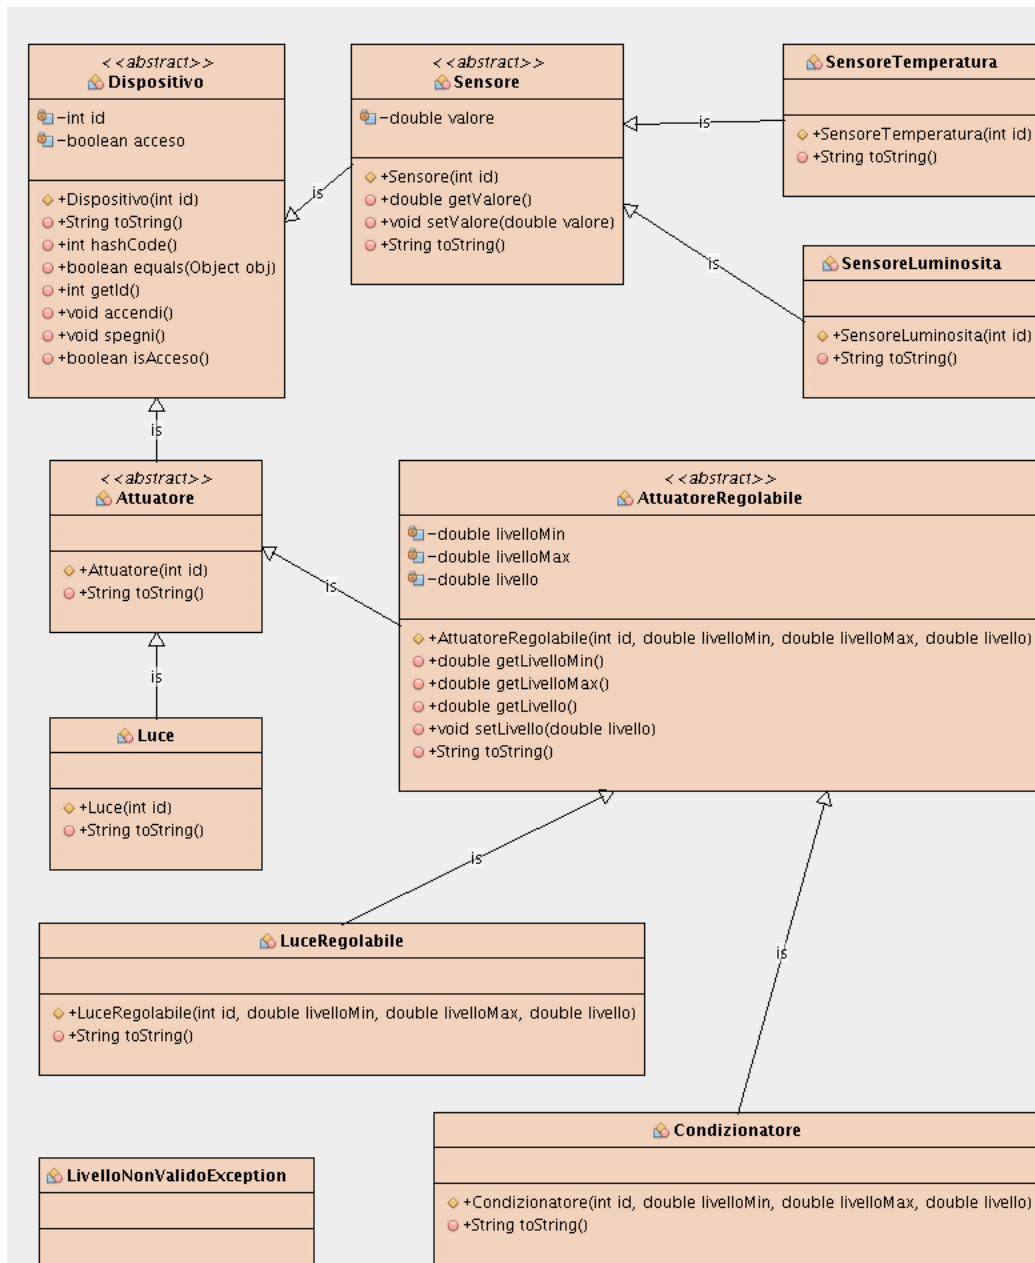 <<abstract>>
Dispositivo
-int id
-boolean acceso
+Dispositivo(int id)
+String toString()
+int hashCode()
+boolean equals(Object obj)
+int getId()
+void accendi()
+void spegni()
+boolean isAcceso()
is
<<abstract>>
Sensore
-double valore
+Sensore(int id)
+double getValore()
+void setValore(double valore)
+String toString()
is
SensoreTemperatura
+SensoreTemperatura(int id)
+String toString()
is
SensoreLuminosita
+SensoreLuminosita(int id)
+String toString()
is
<<abstract>>
Attuatore
+Attuatore(int id)
+String toString()
is
<<abstract>>
AttuatoreRegolabile
-double livelloMin
-double livelloMax
-double livello
+AttuatoreRegolabile(int id, double livelloMin, double livelloMax, double livello)
+double getLivelloMin()
+double getLivelloMax()
+double getLivello()
+void setLivello(double livello)
+String toString()
is
Luce
+Luce(int id)
+String toString()
is
LuceRegolabile
+LuceRegolabile(int id, double livelloMin, double livelloMax, double livello)
+String toString()
is
Condizionatore
+Condizionatore(int id, double livelloMin, double livelloMax, double livello)
+String toString()
LivelloNonValidoException